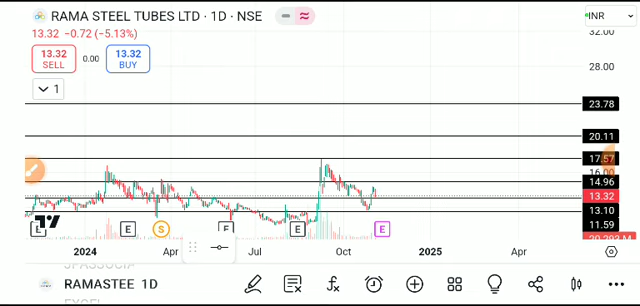 RAMA STEEL TUBES LTD · 1D · NSE
INR
13.32 −0.72 (−5.13%)
32.00
13.32
SELL
0.00
13.32
BUY
28.00
1
23.78
20.11
17.57
16.00
14.96
13.32
13.10
11.59
E
S
E
E
2024
Apr
Jul
Oct
2025
Apr
RAMASTEE 1D